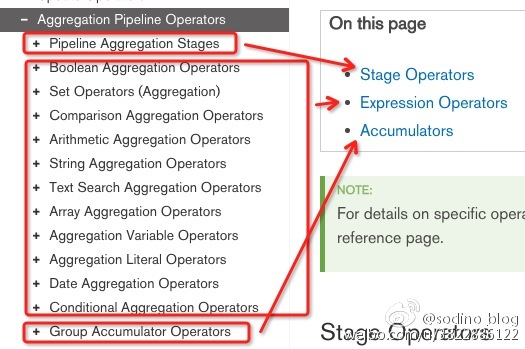 Aggregation Pipeline Operators
Pipeline Aggregation Stages
Boolean Aggregation Operators
Set Operators (Aggregation)
Comparison Aggregation Operators
Arithmetic Aggregation Operators
String Aggregation Operators
Text Search Aggregation Operators
Array Aggregation Operators
Aggregation Variable Operators
Aggregation Literal Operators
Date Aggregation Operators
Conditional Aggregation Operators
Group Accumulator Operators
On this page
Stage Operators
Expression Operators
Accumulators
NOTE:
For details on specific opera
reference page.
Stage Operators
@sodino_blog